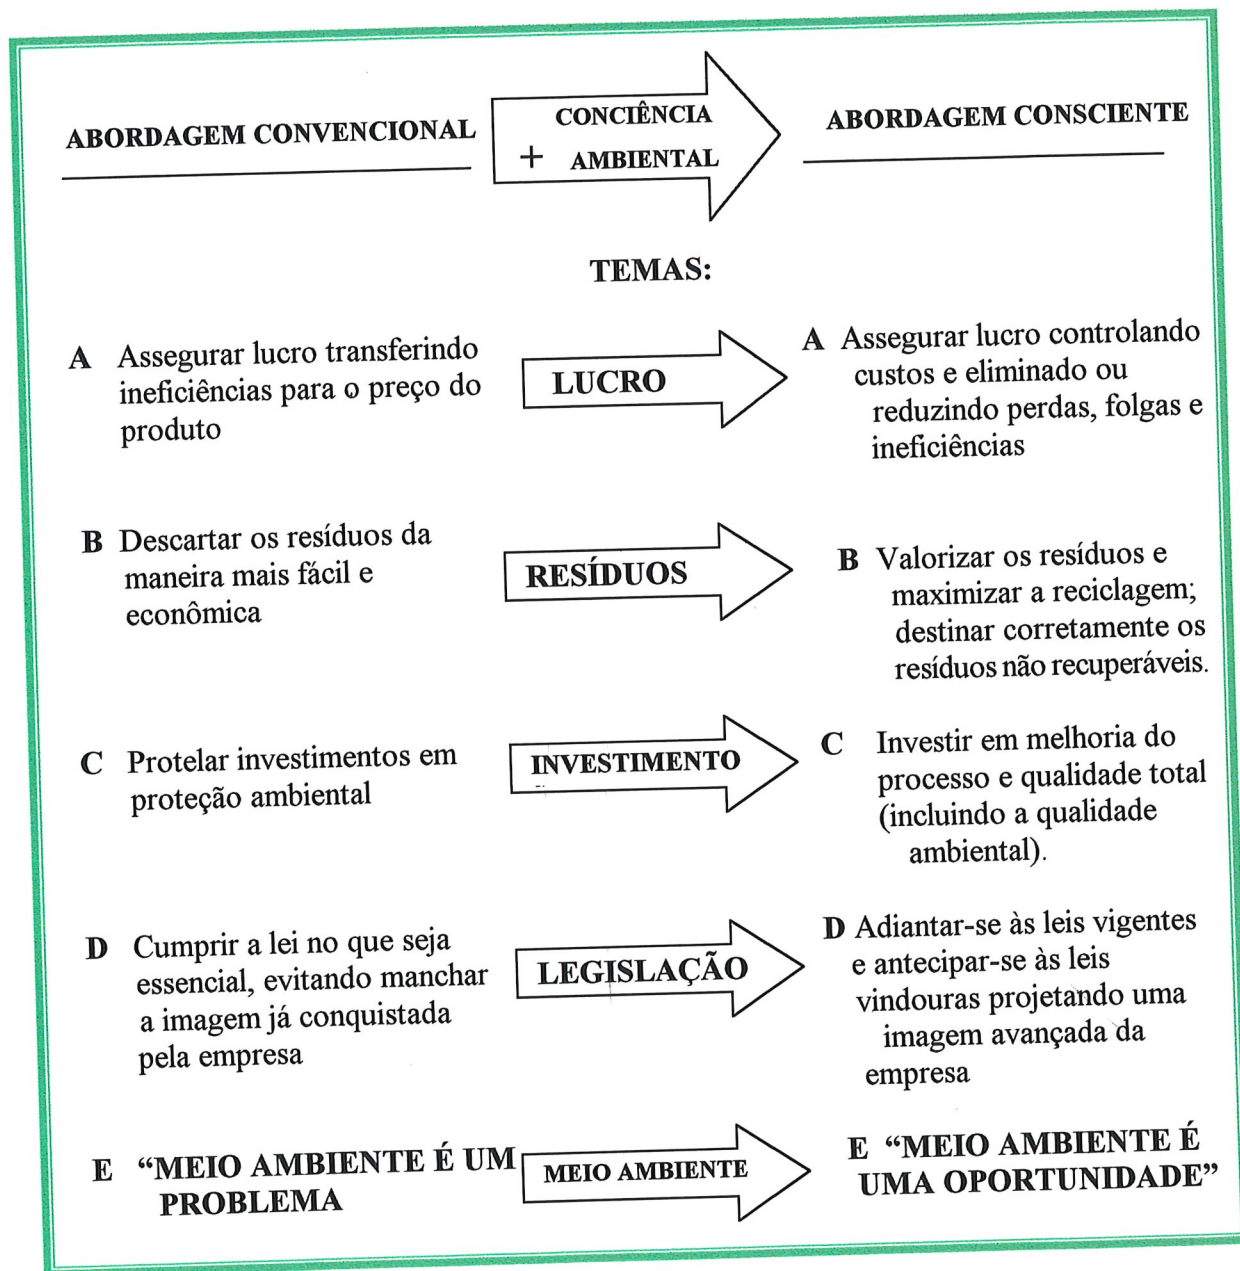 ABORDAGEM CONVENCIONAL
CONCIÊNCIA
+ AMBIENTAL
ABORDAGEM CONSCIENTE
TEMAS:
A Assegurar lucro transferindo
ineficiências para o preço do
produto
LUCRO
A Assegurar lucro controlando
custos e eliminado ou
reduzindo perdas, folgas e
ineficiências
B Descartar os resíduos da
maneira mais fácil e
econômica
RESÍDUOS
B Valorizar os resíduos e
maximizar a reciclagem;
destinar corretamente os
resíduos não recuperáveis.
C Protelar investimentos em
proteção ambiental
INVESTIMENTO
C Investir em melhoria do
processo e qualidade total
(incluindo a qualidade
ambiental).
D Cumprir a lei no que seja
essencial, evitando manchar
a imagem já conquistada
pela empresa
LEGISLAÇÃO
D Adiantar-se às leis vigentes
e antecipar-se às leis
vindouras projetando uma
imagem avançada da
empresa
E “MEIO AMBIENTE É UM
PROBLEMA
MEIO AMBIENTE
E “MEIO AMBIENTE É
UMA OPORTUNIDADE”